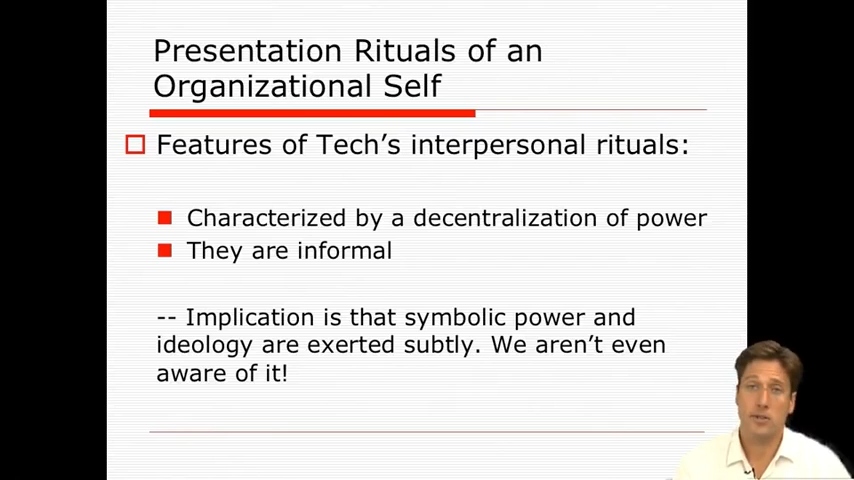 Presentation Rituals of an
Organizational Self
Features of Tech's interpersonal rituals:
Characterized by a decentralization of power
They are informal
-- Implication is that symbolic power and
ideology are exerted subtly. We aren't even
aware of it!